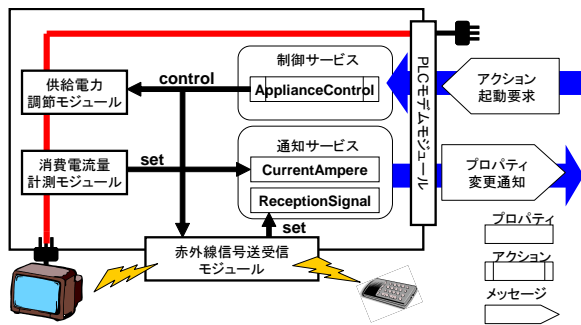 供給電力
調節モジュール
control
制御サービス
ApplianceControl
PLCモデムモジュール
アクション
起動要求
消費電流量
計測モジュール
set
通知サービス
CurrentAmpere
ReceptionSignal
set
プロパティ
変更通知
赤外線信号送受信
モジュール
プロパティ
アクション
メッセージ